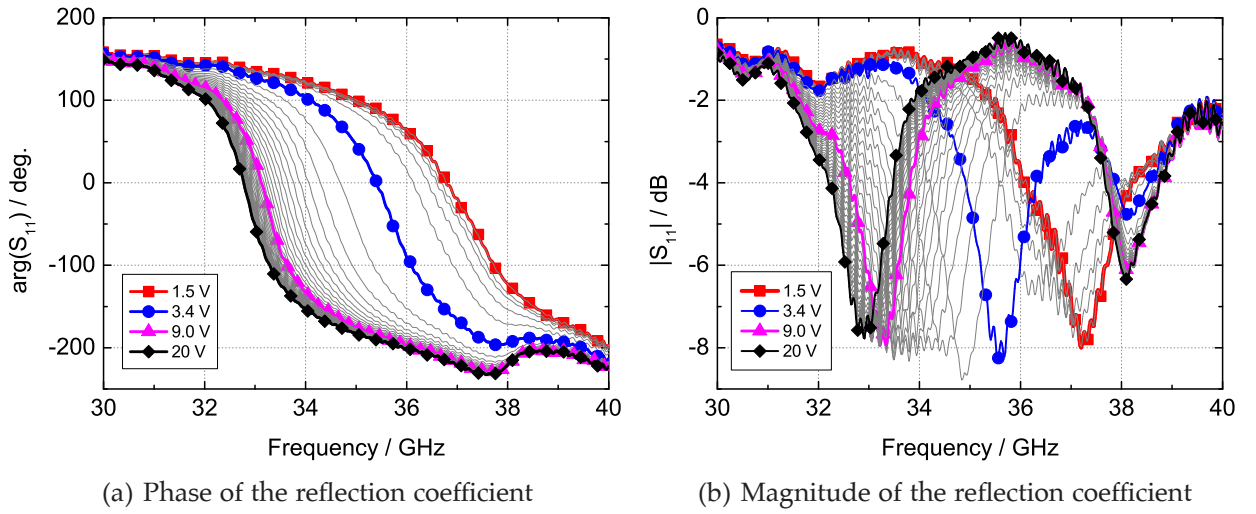 200
100
0
-100
-200
30
32
34
36
38
40
arg(S11) / deg.
Frequency / GHz
1.5 V
3.4 V
9.0 V
20 V
(a) Phase of the reflection coefficient
0
-2
-4
-6
-8
30
32
34
36
38
40
|S11| / dB
Frequency / GHz
1.5 V
3.4 V
9.0 V
20 V
(b) Magnitude of the reflection coefficient